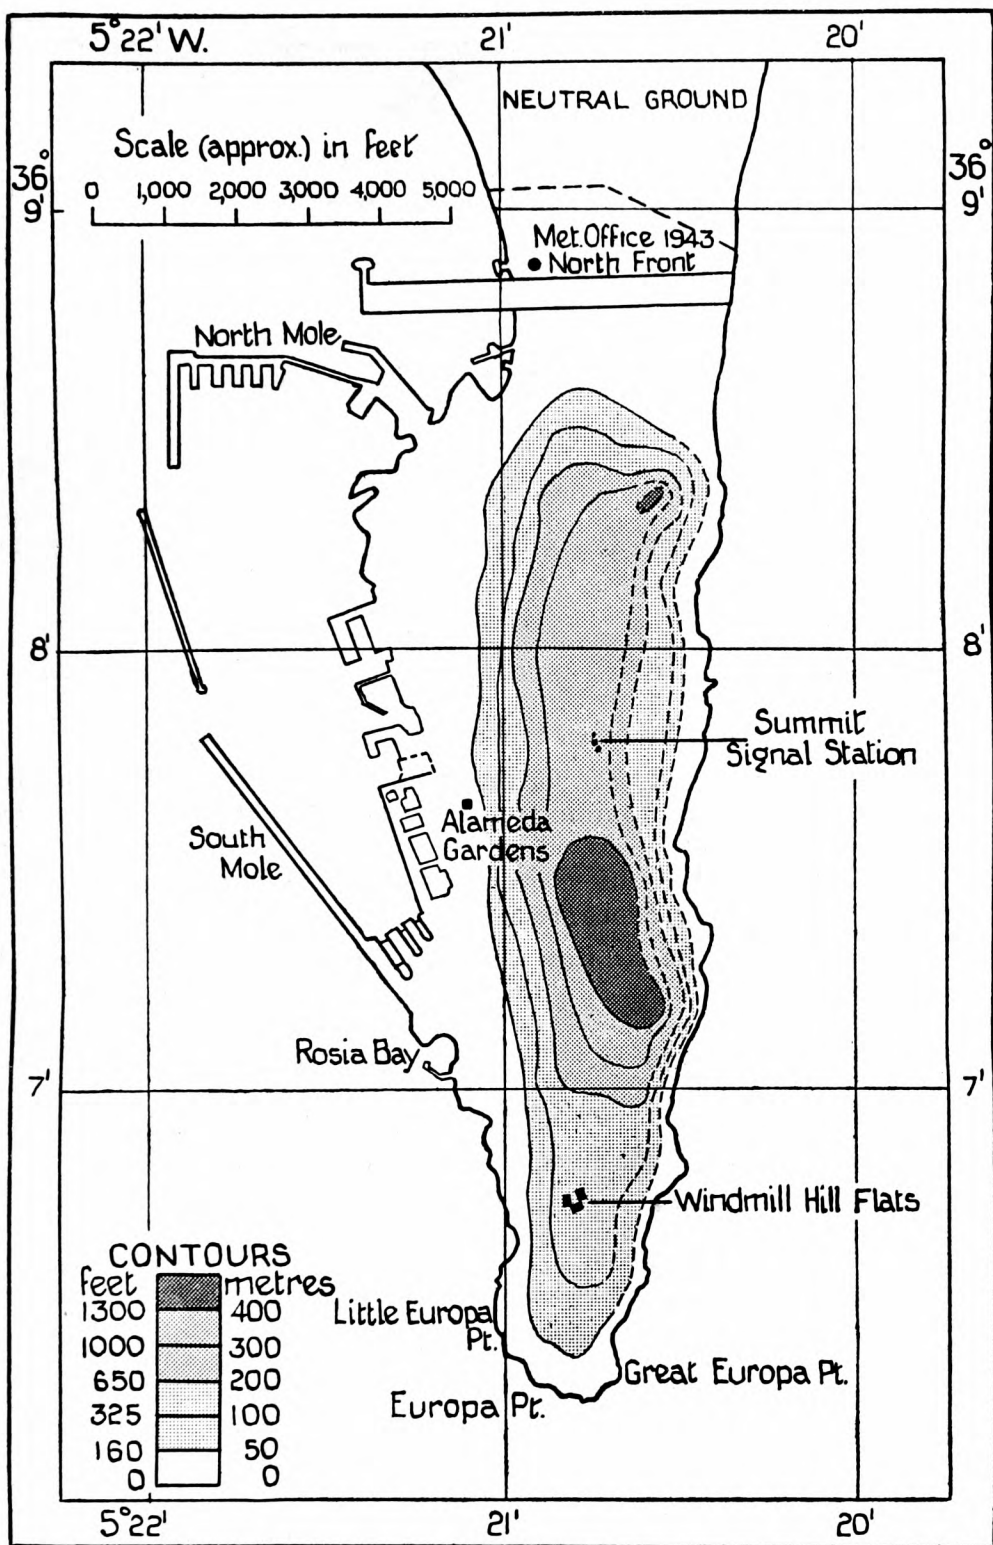 5°22' W.
21'
20'
NEUTRAL GROUND
Scale (approx.) in feet
0 1,000 2,000 3,000 4,000 5,000
36°
9'
36°
9'
Met. Office 1943
North Front
North Mole
8'
8'
Summit
Signal Station
Alameda
Gardens
South
Mole
Rosia Bay
7'
7'
Windmill Hill Flats
CONTOURS
feet metres
1300 400
1000 300
650 200
325 100
160 50
0 0
Little Europa
Pt.
Great Europa Pt.
Europa Pt.
5°22'
21'
20'